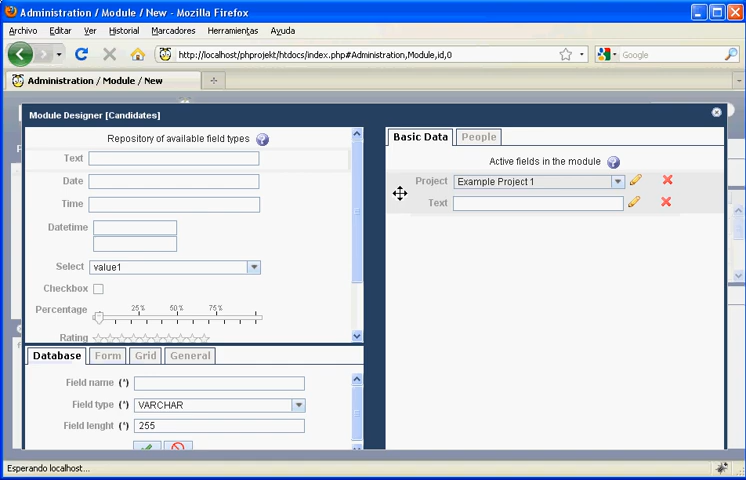 Administration / Module / New - Mozilla Firefox
Archivo Editar Ver Historial Marcadores Herramientas Ayuda
http://localhost/phprojekt/htdocs/index.php#Administration,Module,id,0
Google
Administration / Module / New
Module Designer [Candidates]
Repository of available field types
Text
Date
Time
Datetime
Select value1
Checkbox
Percentage 25% 50% 75%
Rating
Database Form Grid General
Field name (*)
Field type (*) VARCHAR
Field lenght (*) 255
Basic Data People
Active fields in the module
Project Example Project 1
Text
Esperando localhost...